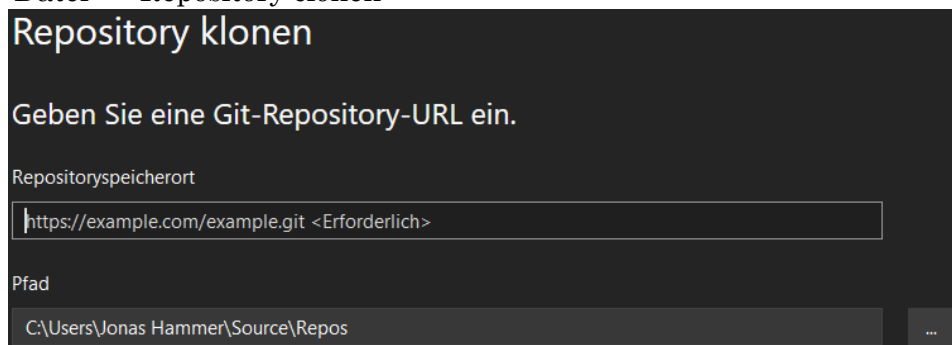 Repository klonen
Geben Sie eine Git-Repository-URL ein.
Repositoryspeicherort
https://example.com/example.git <Erforderlich>
Pfad
C:\Users\Jonas Hammer\Source\Repos
...